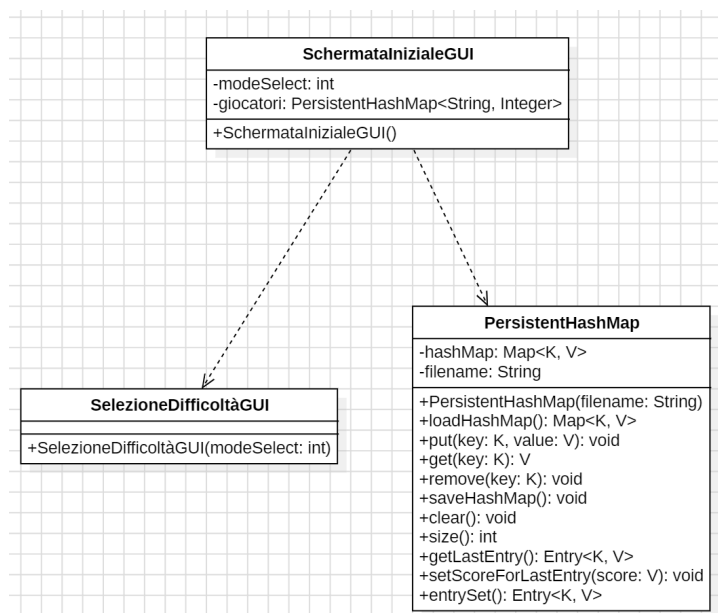 SchermataInizialeGUI
-modeSelect: int
-giocatori: PersistentHashMap<String, Integer>
+SchermataInizialeGUI()
SelezioneDifficoltàGUI
+SelezioneDifficoltàGUI(modeSelect: int)
PersistentHashMap
-hashMap: Map<K, V>
-filename: String
+PersistentHashMap(filename: String)
+loadHashMap(): Map<K, V>
+put(key: K, value: V): void
+get(key: K): V
+remove(key: K): void
+saveHashMap(): void
+clear(): void
+size(): int
+getLastEntry(): Entry<K, V>
+setScoreForLastEntry(score: V): void
+entrySet(): Entry<K, V>